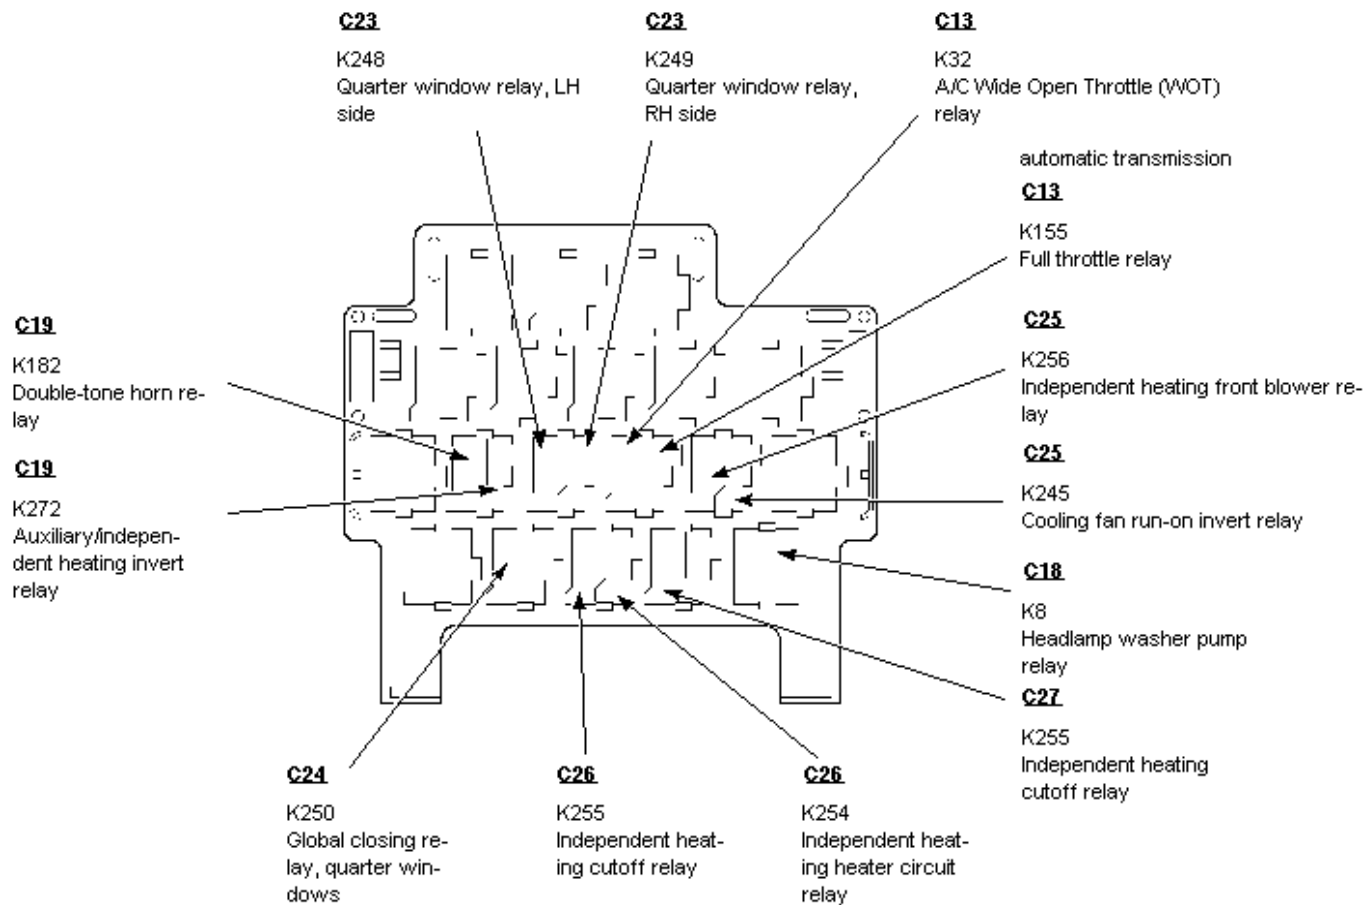 C23
K248
Quarter window relay, LH
side
C23
K249
Quarter window relay,
RH side
C13
K32
A/C Wide Open Throttle (WOT)
relay
automatic transmission
C13
K155
Full throttle relay
C19
K182
Double-tone horn re-
lay
C25
K256
Independent heating front blower re-
lay
C19
K272
Auxiliary/indepen-
dent heating invert
relay
C25
K245
Cooling fan run-on invert relay
C18
K8
Headlamp washer pump
relay
C27
K255
Independent heating
cutoff relay
C24
K250
Global closing re-
lay, quarter win-
dows
C26
K255
Independent heat-
ing cutoff relay
C26
K254
Independent heat-
ing heater circuit
relay